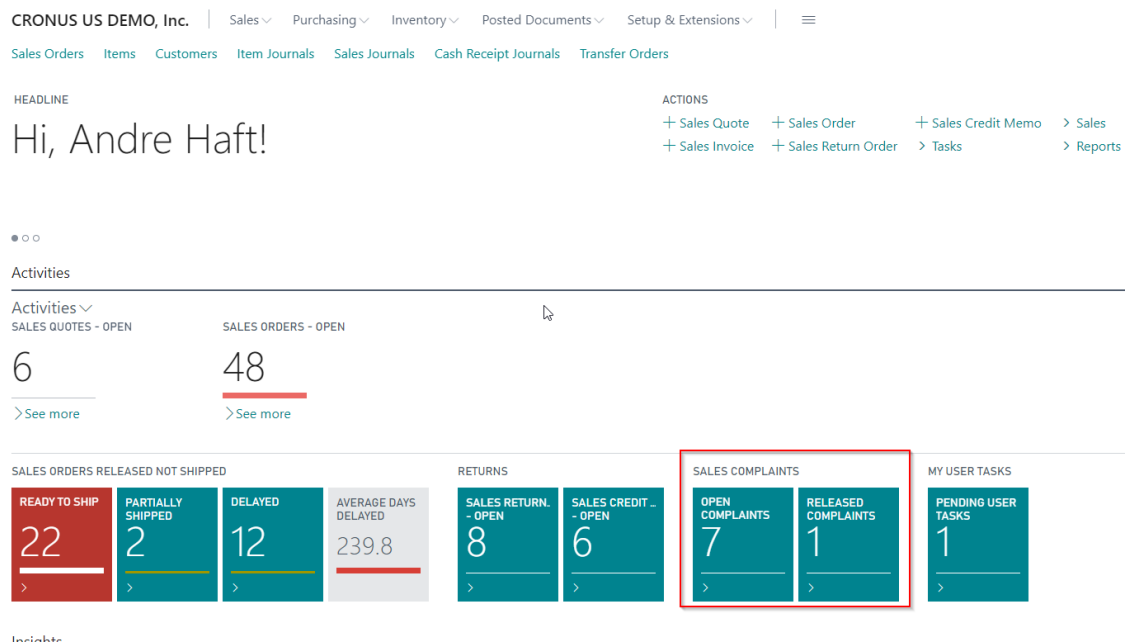 CRONUS US DEMO, Inc. Sales Purchasing Inventory Posted Documents Setup & Extensions
Sales Orders Items Customers Item Journals Sales Journals Cash Receipt Journals Transfer Orders
HEADLINE
Hi, Andre Haft!
ACTIONS
+ Sales Quote + Sales Order + Sales Credit Memo > Sales
+ Sales Invoice + Sales Return Order > Tasks > Reports
Activities
Activities
SALES QUOTES - OPEN SALES ORDERS - OPEN
6 48
>See more >See more
SALES ORDERS RELEASED NOT SHIPPED RETURNS SALES COMPLAINTS MY USER TASKS
READY TO SHIP
22
>
PARTIALLY
SHIPPED
2
>
DELAYED
12
>
AVERAGE DAYS
DELAYED
239.8
SALES RETURN..
- OPEN
8
>
SALES CREDIT ...
- OPEN
6
>
OPEN
COMPLAINTS
7
>
RELEASED
COMPLAINTS
1
>
PENDING USER
TASKS
1
>
Insights